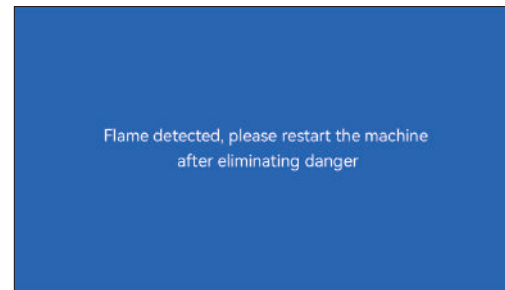 Flame detected, please restart the machine
after eliminating danger